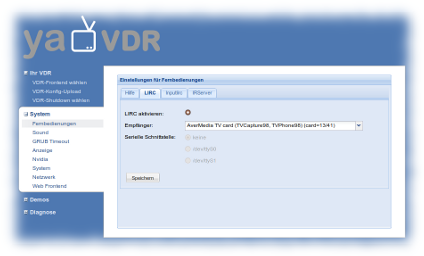 yaVDR
Ihr VDR
VDR-Frontend wählen
VDR-Konfig-Upload
VDR-Shutdown wählen
System
Fernbedienungen
Sound
GRUB Timeout
Anzeige
Nvidia
System
Netzwerk
Web Frontend
Demos
Diagnose
Einstellungen für Fernbedienungen
Hilfe LIRC inputlirc IRServer
LIRC aktivieren:
Empfänger: AverMedia TV card (TVCapture98, TVPhone98) (card=13/41)
Serielle Schnittstelle: keine
/dev/ttyS0
/dev/ttyS1
Speichern